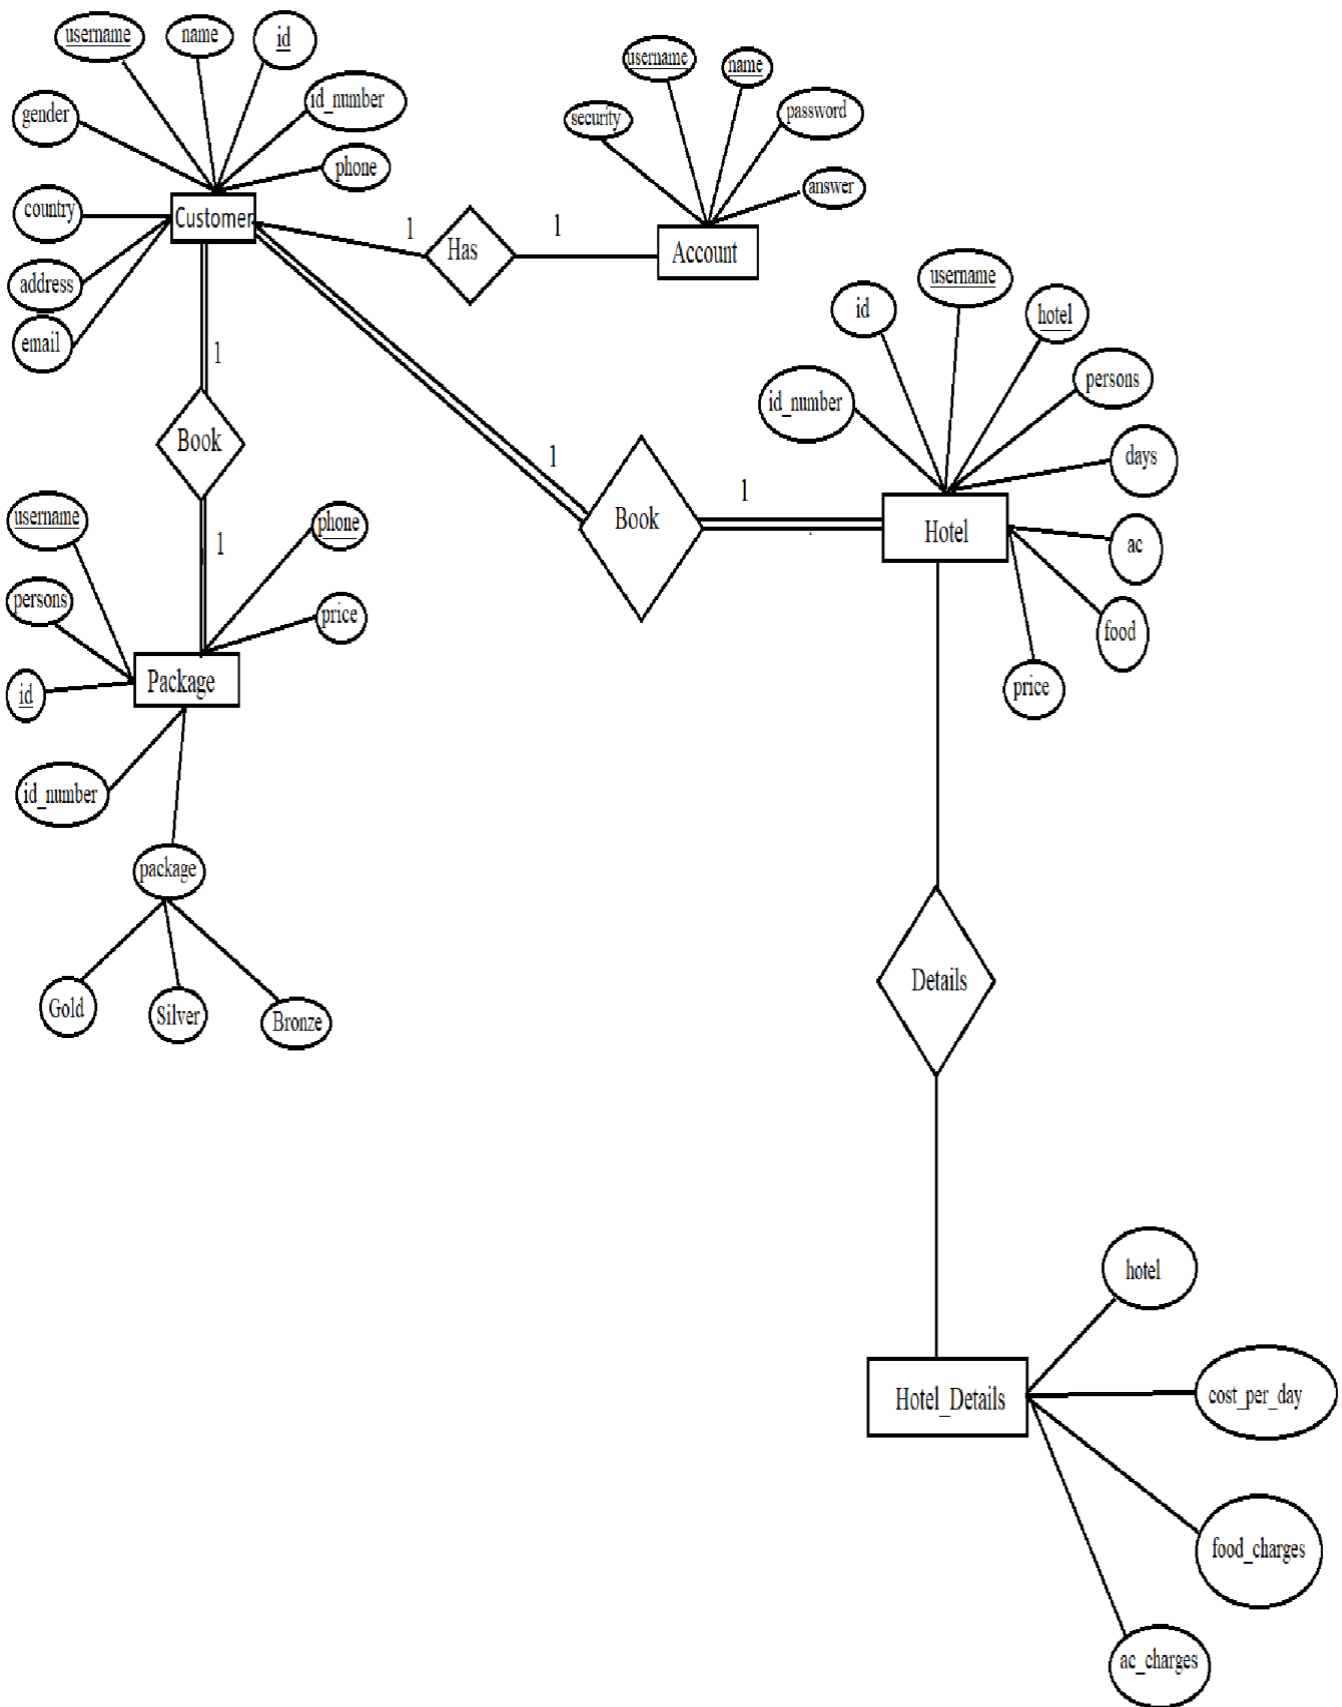 username
name
id
gender
id_number
phone
country
address
email
Customer
1
Has
1
security
username
name
password
answer
Account
1
Book
1
1
Book
1
id_number
id
username
hotel
persons
days
ac
food
price
Hotel
username
persons
id
id_number
phone
price
Package
package
Gold
Silver
Bronze
Details
Hotel_Details
hotel
cost_per_day
food_charges
ac_charges